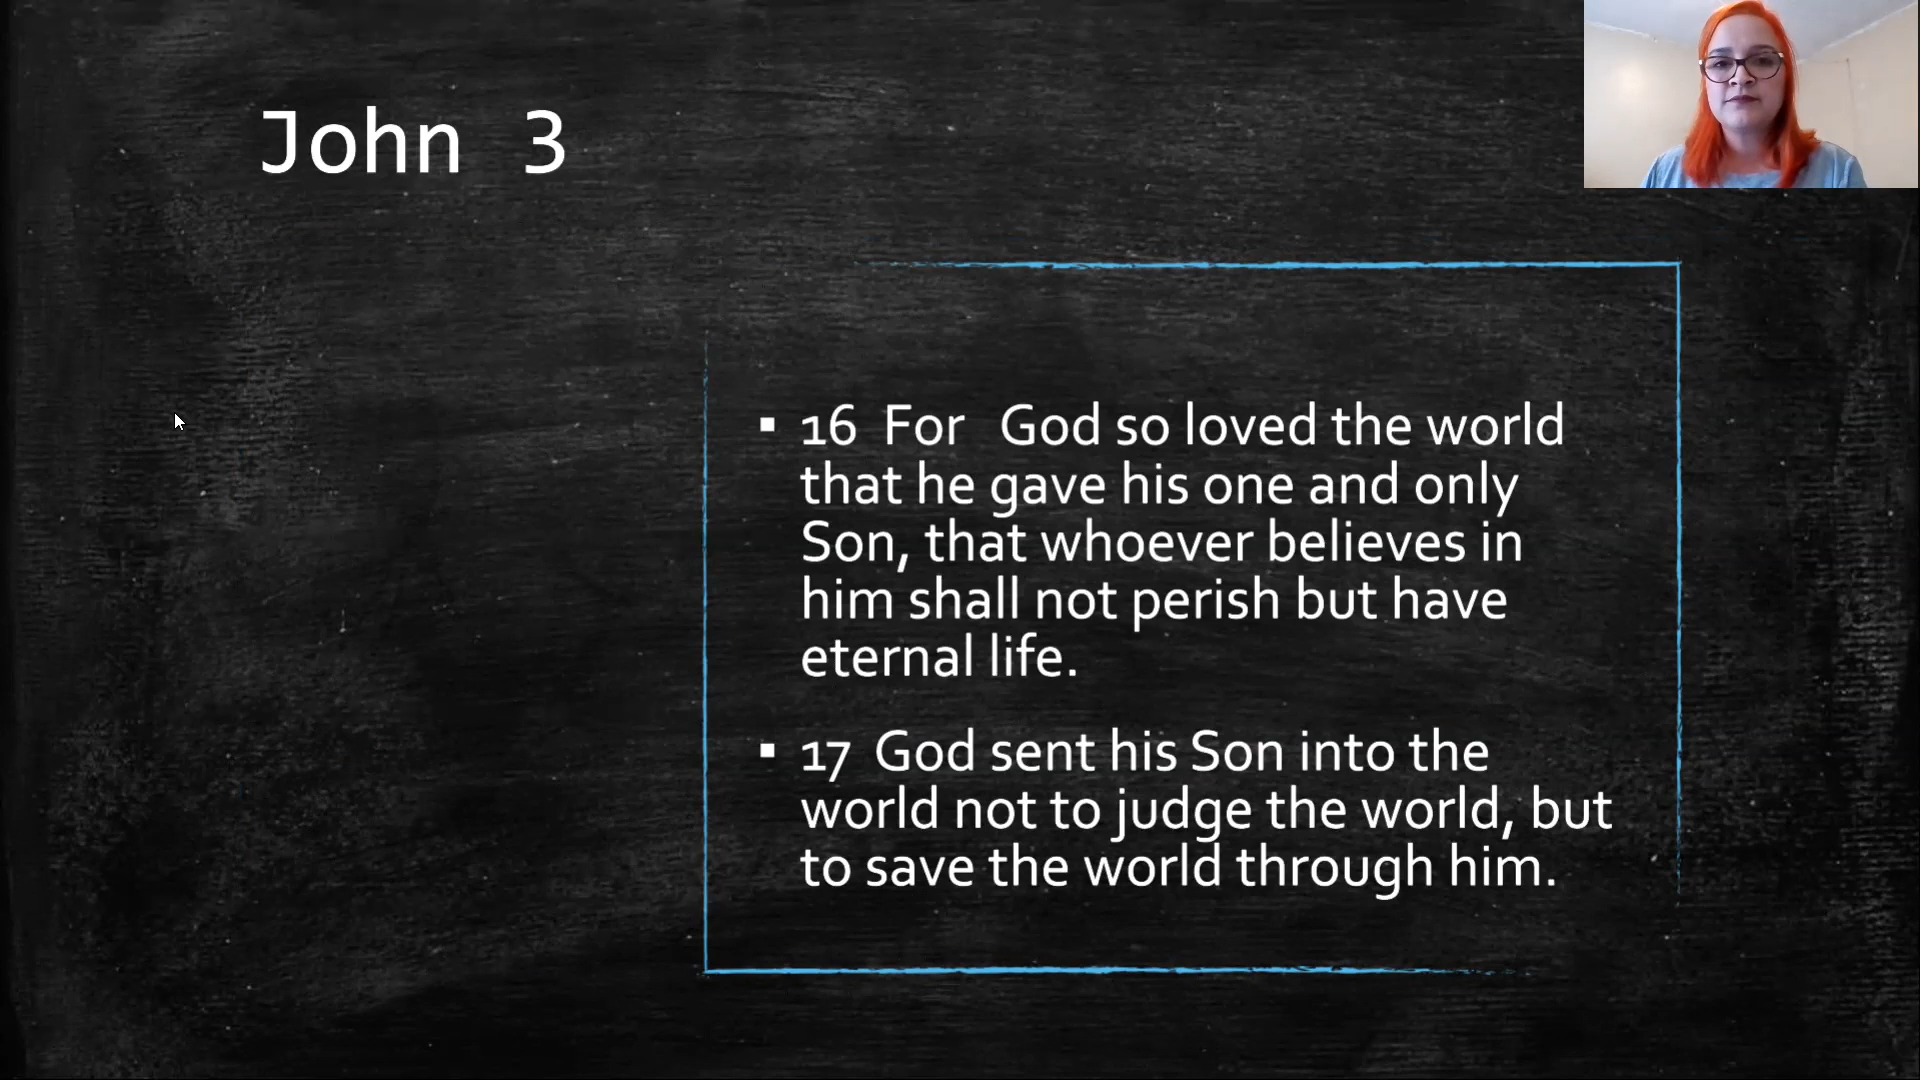 John 3
▪ 16 For God so loved the world
that he gave his one and only
Son, that whoever believes in
him shall not perish but have
eternal life.
▪ 17 God sent his Son into the
world not to judge the world, but
to save the world through him.